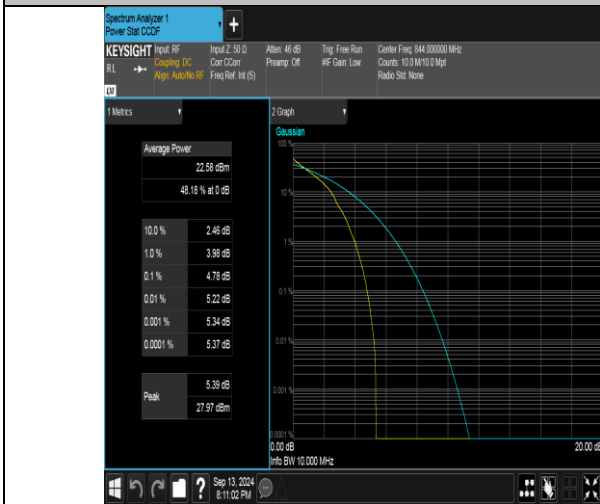 Spectrum Analyzer 1
Power Stat CCDF
+
KEYSIGHT Input: RF Input Z: 50 Ω Atten: 46 dB Trig: Free Run Center Freq: 844.000000 MHz
RL Coupling: DC Corr CCorr Preamp: Off #IF Gain: Low Counts: 10.0 M/10.0 Mpt
Align: Auto/No RF Freq Ref: Int (S) Radio Std: None
1 Metrics
2 Graph
Average Power
22.58 dBm
48.18 % at 0 dB
10.0 % 2.46 dB
1.0 % 3.98 dB
0.1 % 4.78 dB
0.01 % 5.22 dB
0.001 % 5.34 dB
0.0001 % 5.37 dB
Peak
5.39 dB
27.97 dBm
Gaussian
100 %
10 %
1 %
0.1 %
0.01 %
0.001 %
0.0001 %
0.00 dB 20.00 dB
Info BW 10.000 MHz
?
Sep 13, 2024
8:11:02 PM